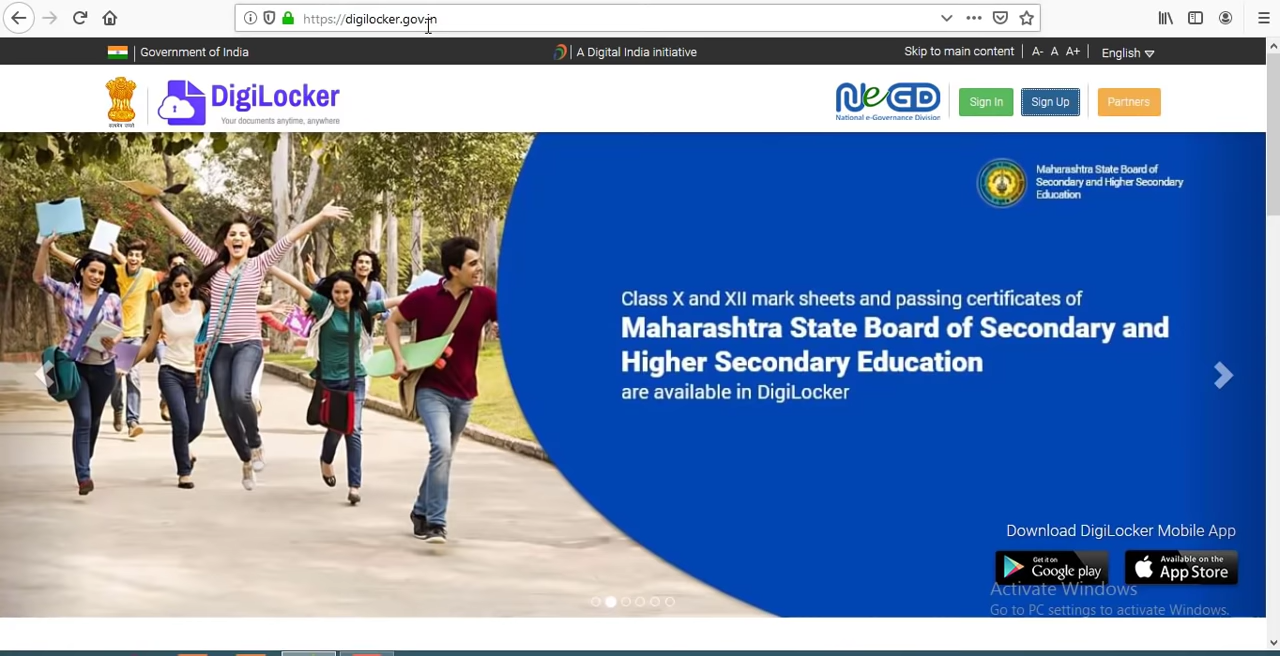 https://digilocker.gov.in
Government of India
A Digital India initiative
Skip to main content
A- A A+
English
DigiLocker
Your documents anytime, anywhere
NeGD
National e-Governance Division
Sign In
Sign Up
Partners
Maharashtra State Board of
Secondary and Higher Secondary
Education
Class X and XII mark sheets and passing certificates of
Maharashtra State Board of Secondary and
Higher Secondary Education
are available in DigiLocker
Download DigiLocker Mobile App
Get it on
Google play
Available on the
App Store
Activate Windows
Go to PC settings to activate Windows.